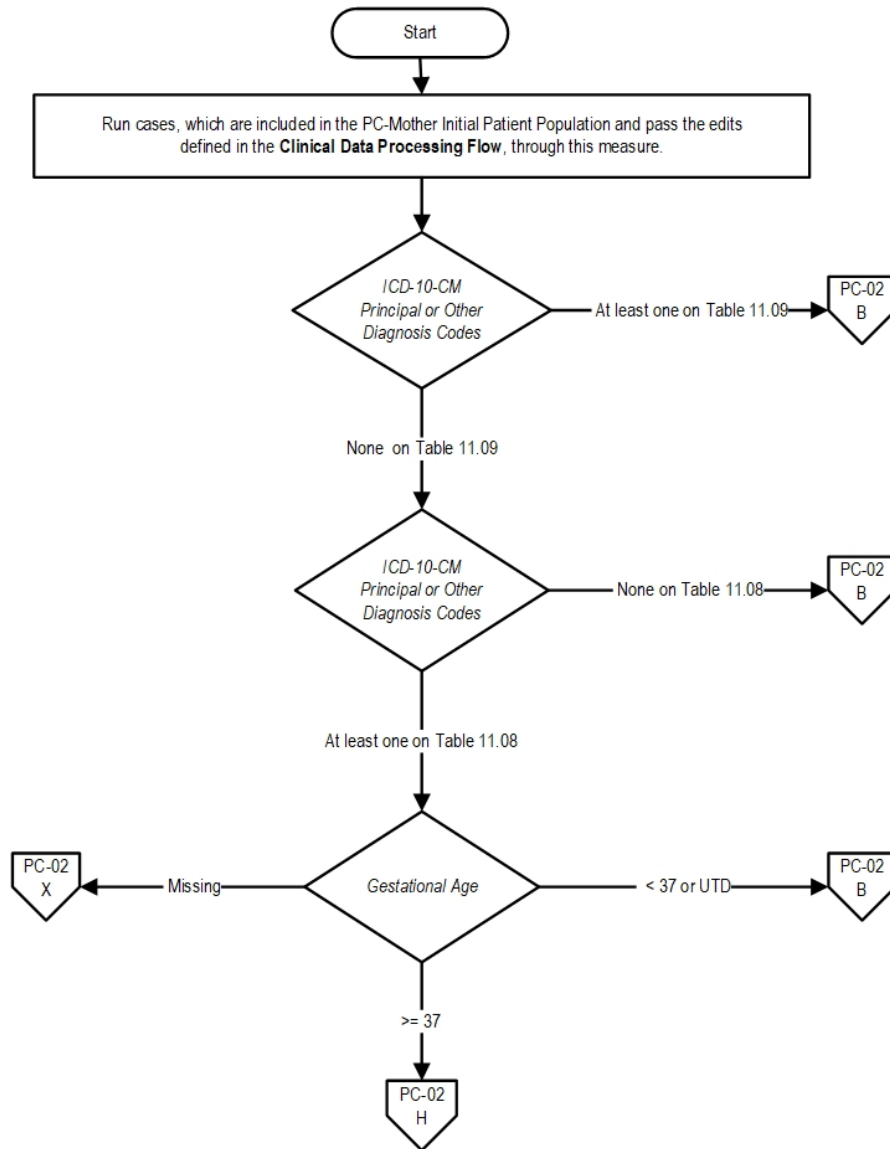 Start
Run cases, which are included in the PC-Mother Initial Patient Population and pass the edits
defined in the Clinical Data Processing Flow, through this measure.
ICD-10-CM
Principal or Other
Diagnosis Codes
At least one on Table 11.09
PC-02
B
None on Table 11.09
ICD-10-CM
Principal or Other
Diagnosis Codes
None on Table 11.08
PC-02
B
At least one on Table 11.08
PC-02
X
Missing
Gestational Age
< 37 or UTD
PC-02
B
>= 37
PC-02
H